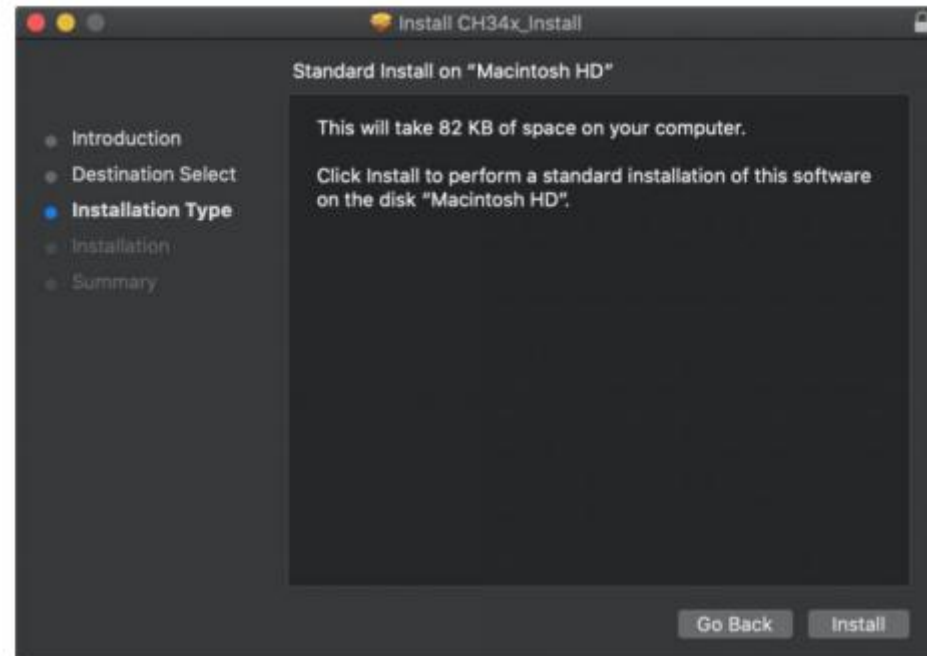 Install CH34x_Install
Standard Install on "Macintosh HD"
Introduction
Destination Select
Installation Type
Installation
Summary
This will take 82 KB of space on your computer.
Click Install to perform a standard installation of this software
on the disk "Macintosh HD".
Go Back
Install